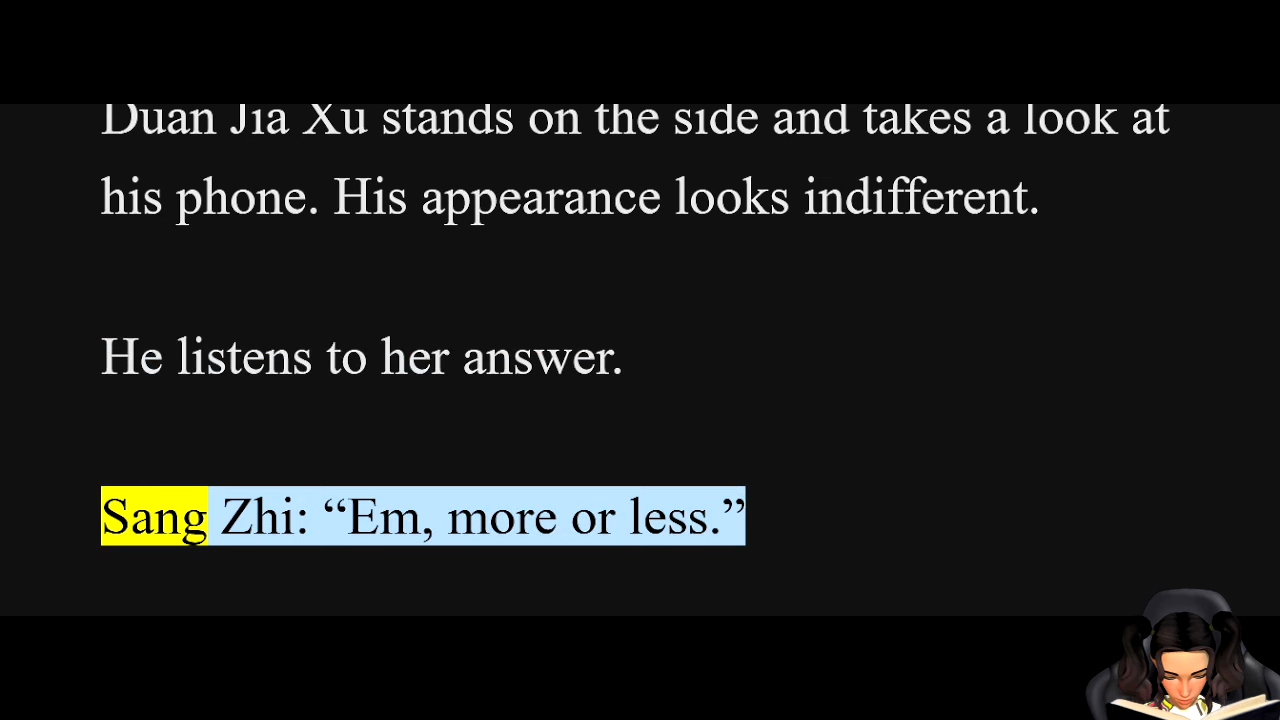 Duan Jia Xu stands on the side and takes a look at
his phone. His appearance looks indifferent.
He listens to her answer.
Sang Zhi: “Em, more or less.”